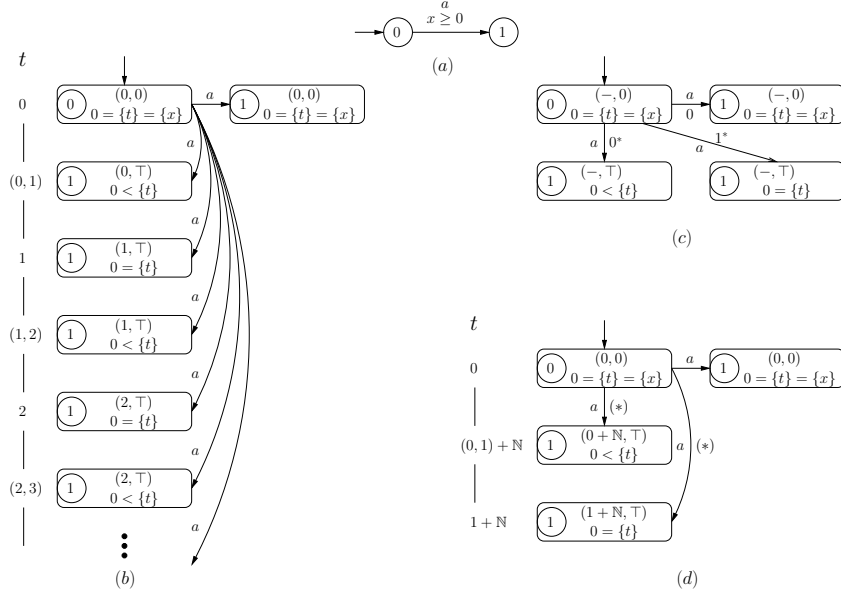 a
x ≥ 0
0
1
(a)
t
0
0
(0, 0)
0 = {t} = {x}
a
1
(0, 0)
0 = {t} = {x}
a
(0, 1)
1
(0, ⊤)
0 < {t}
a
1
1
(1, ⊤)
0 = {t}
a
(1, 2)
1
(1, ⊤)
0 < {t}
a
2
1
(2, ⊤)
0 = {t}
a
(2, 3)
1
(2, ⊤)
0 < {t}
a
(b)
0
(−, 0)
0 = {t} = {x}
a
0
1
(−, 0)
0 = {t} = {x}
a 0*
a 1*
1
(−, ⊤)
0 < {t}
1
(−, ⊤)
0 = {t}
(c)
t
0
0
(0, 0)
0 = {t} = {x}
a
1
(0, 0)
0 = {t} = {x}
a (*)
(0, 1) + ℕ
1
(0 + ℕ, ⊤)
0 < {t}
a (*)
1 + ℕ
1
(1 + ℕ, ⊤)
0 = {t}
(d)